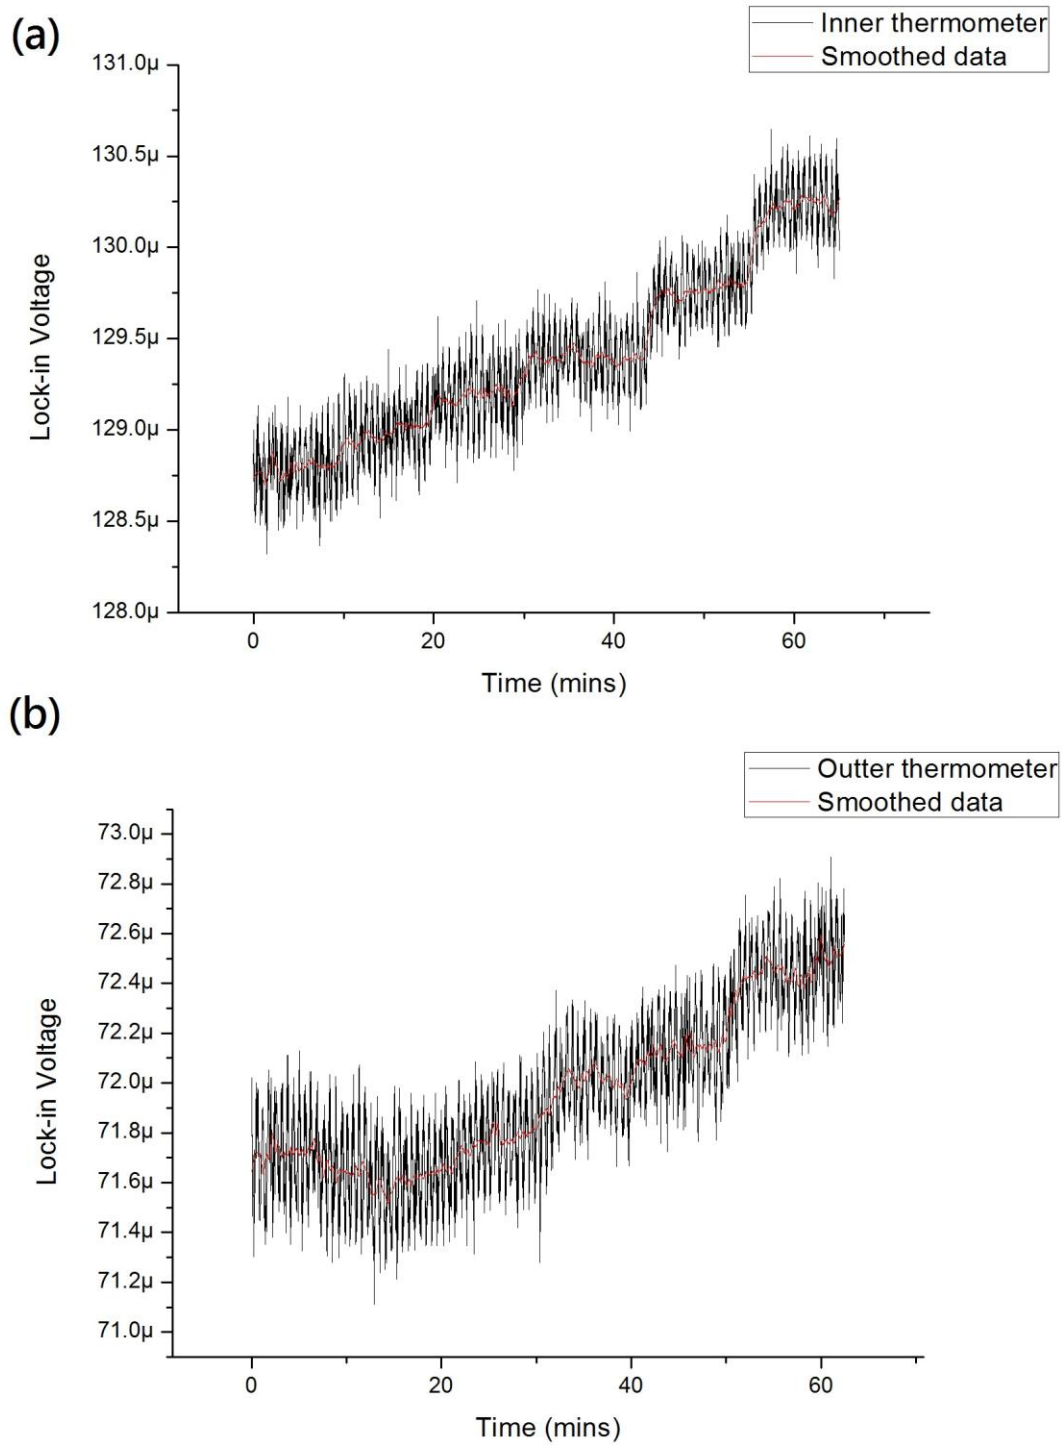 (a)
Inner thermometer
Smoothed data
131.0µ
130.5µ
130.0µ
129.5µ
129.0µ
128.5µ
128.0µ
Lock-in Voltage
0 20 40 60
Time (mins)
(b)
Outter thermometer
Smoothed data
73.0µ
72.8µ
72.6µ
72.4µ
72.2µ
72.0µ
71.8µ
71.6µ
71.4µ
71.2µ
71.0µ
Lock-in Voltage
0 20 40 60
Time (mins)